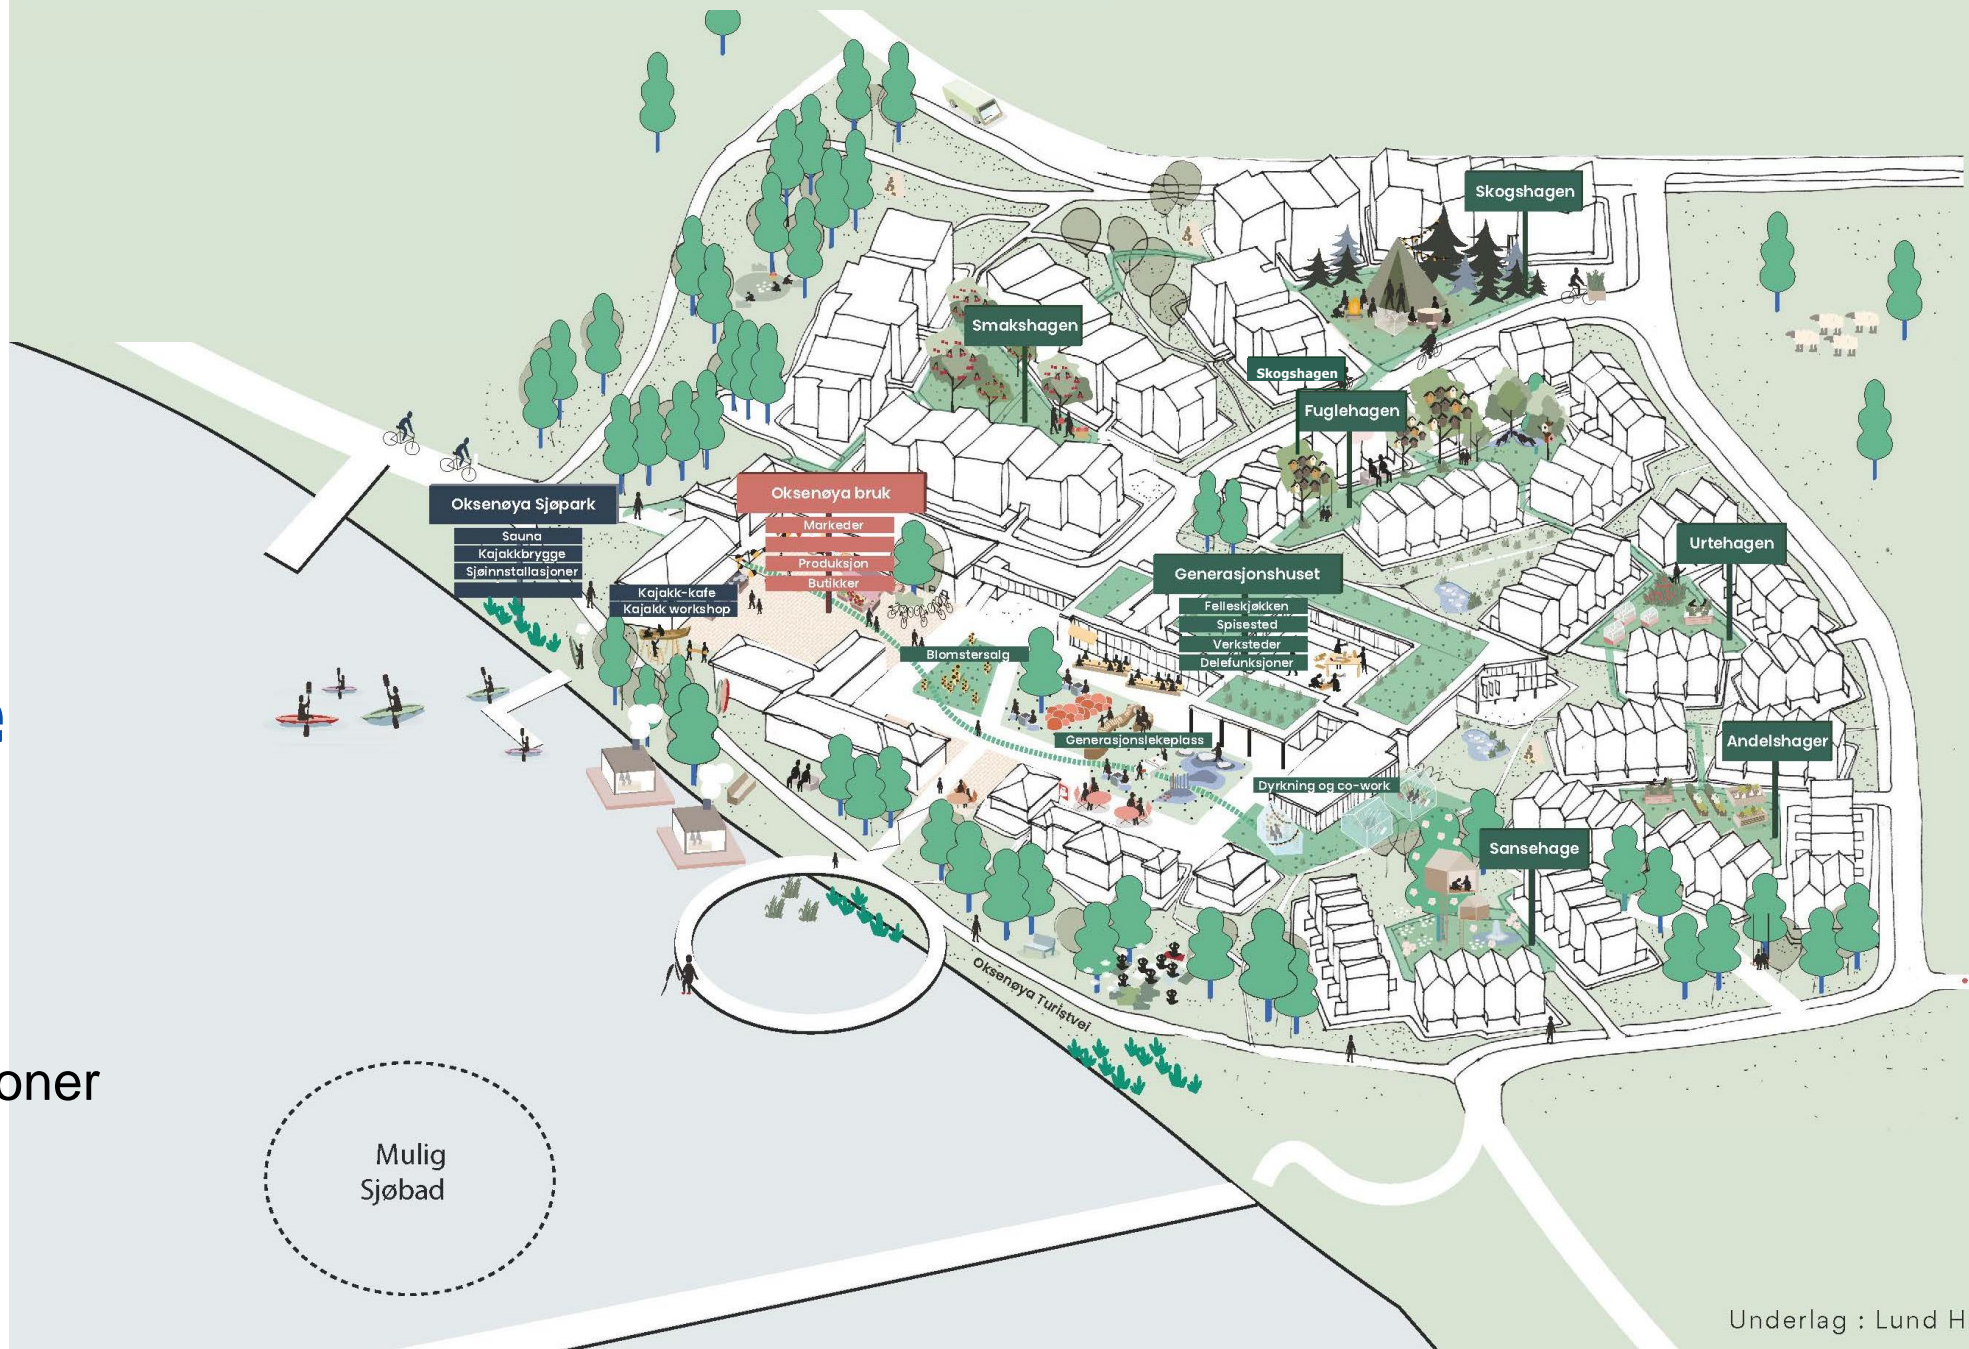 Skogshagen
Smakshagen
Skogshagen
Fuglehagen
Oksenøya Sjøpark
Sauna
Kajakkbrygge
Sjøinnstallasjoner
Oksenøya bruk
Markeder
Produksjon
Butikker
Kajakk-kafe
Kajakk workshop
Urtehagen
Generasjonshuset
Felleskjøkken
Spisested
Verksteder
Delefunksjoner
Blomstersalg
Generasjonslekeplass
Andelshager
Dyrkning og co-work
Sansehage
Oksenøya Turistvei
e
oner
Mulig
Sjøbad
Underlag : Lund H